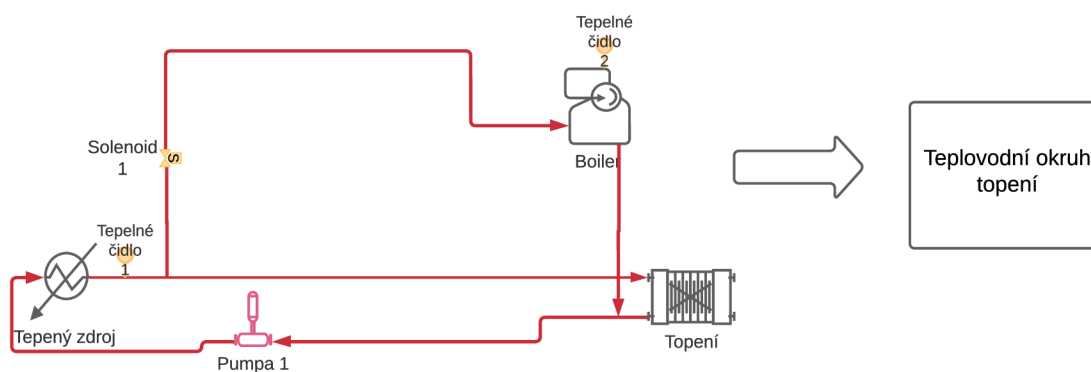 Tepelné
čidlo
2
Solenoid
1
S
Boiler
Teplovodní okruh
topení
Tepelné
čidlo
1
Tepený zdroj
Pumpa 1
Topení